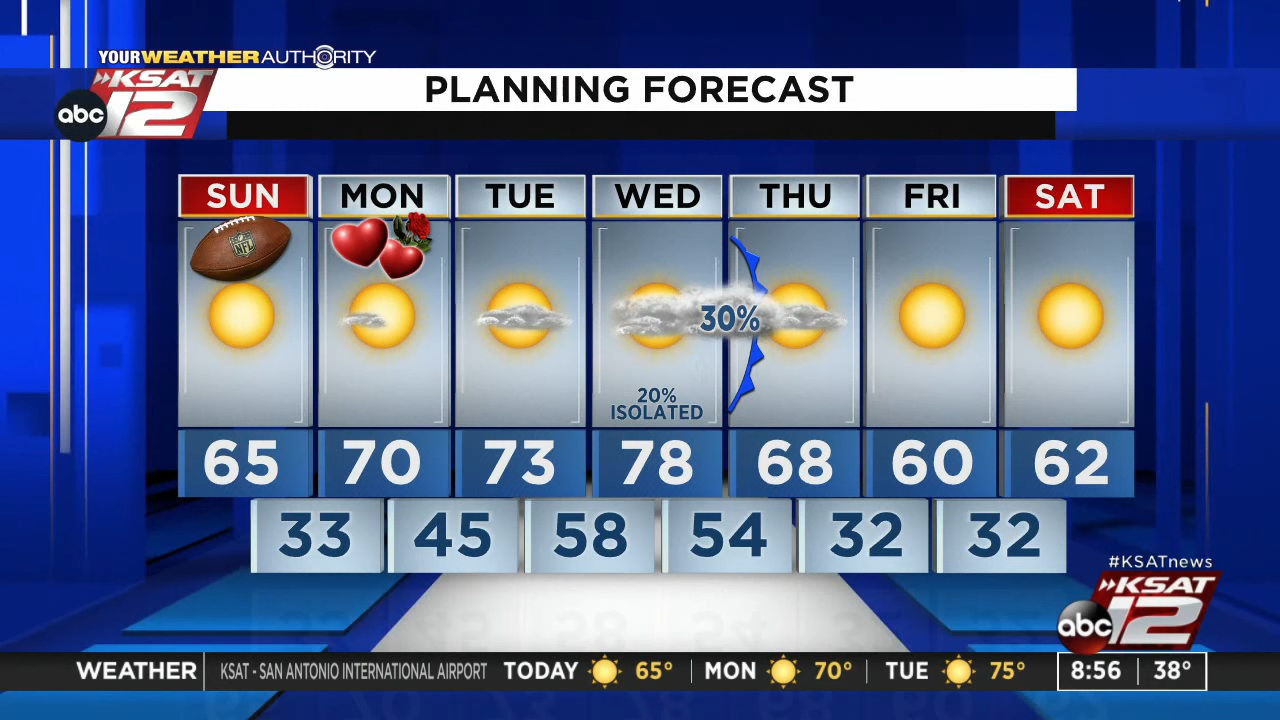 YOURWEATHERAUTHORITY
KSAT
abc 12
PLANNING FORECAST
SUN MON TUE WED THU FRI SAT
NFL
30%
20%
ISOLATED
65 70 73 78 68 60 62
33 45 58 54 32 32
#KSATnews
KSAT
abc 12
WEATHER KSAT - SAN ANTONIO INTERNATIONAL AIRPORT TODAY 65° MON 70° TUE 75° 8:56 38°